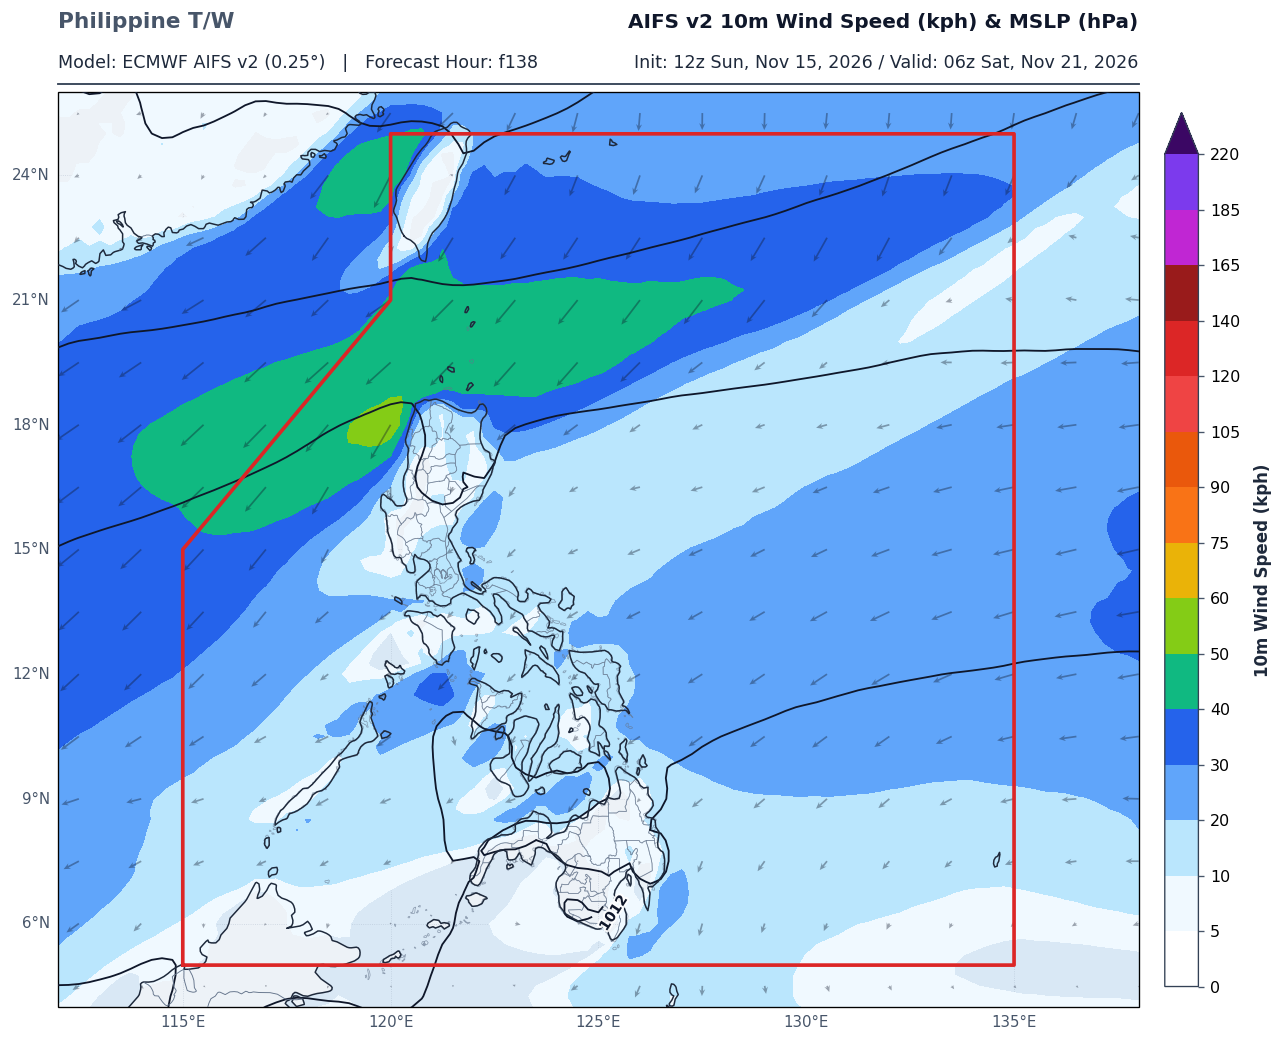 Philippine T/W
AIFS v2 10m Wind Speed (kph) & MSLP (hPa)
Model: ECMWF AIFS v2 (0.25°) | Forecast Hour: f138
Init: 12z Sun, Nov 15, 2026 / Valid: 06z Sat, Nov 21, 2026
24°N
21°N
18°N
15°N
12°N
9°N
6°N
115°E
120°E
125°E
130°E
135°E
1012
220
185
165
140
120
105
90
75
60
50
40
30
20
10
5
0
10m Wind Speed (kph)